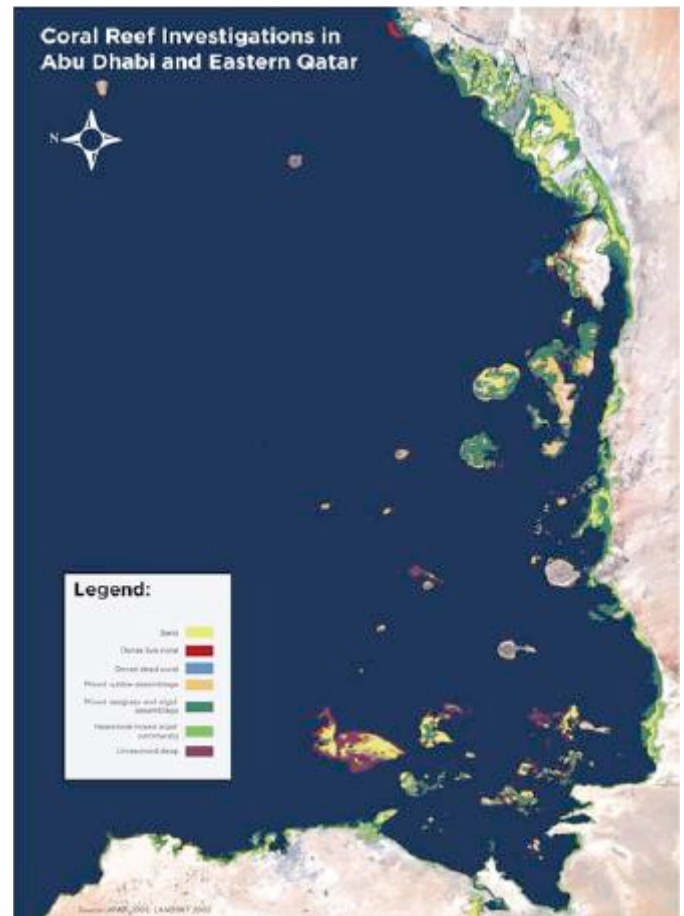 Coral Reef Investigations in
Abu Dhabi and Eastern Qatar
N
Legend:
Sand
Dense live coral
Dense dead coral
Mixed rubble assemblage
Mixed seagrass and algal
assemblages
mixed algal
community
Unresolved deep